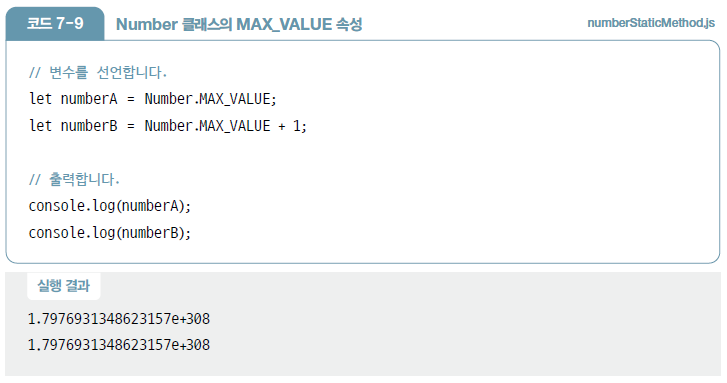 코드 7-9 Number 클래스의 MAX_VALUE 속성 numberStaticMethod.js
// 변수를 선언합니다.
let numberA = Number.MAX_VALUE;
let numberB = Number.MAX_VALUE + 1;
// 출력합니다.
console.log(numberA);
console.log(numberB);
실행 결과
1.7976931348623157e+308
1.7976931348623157e+308